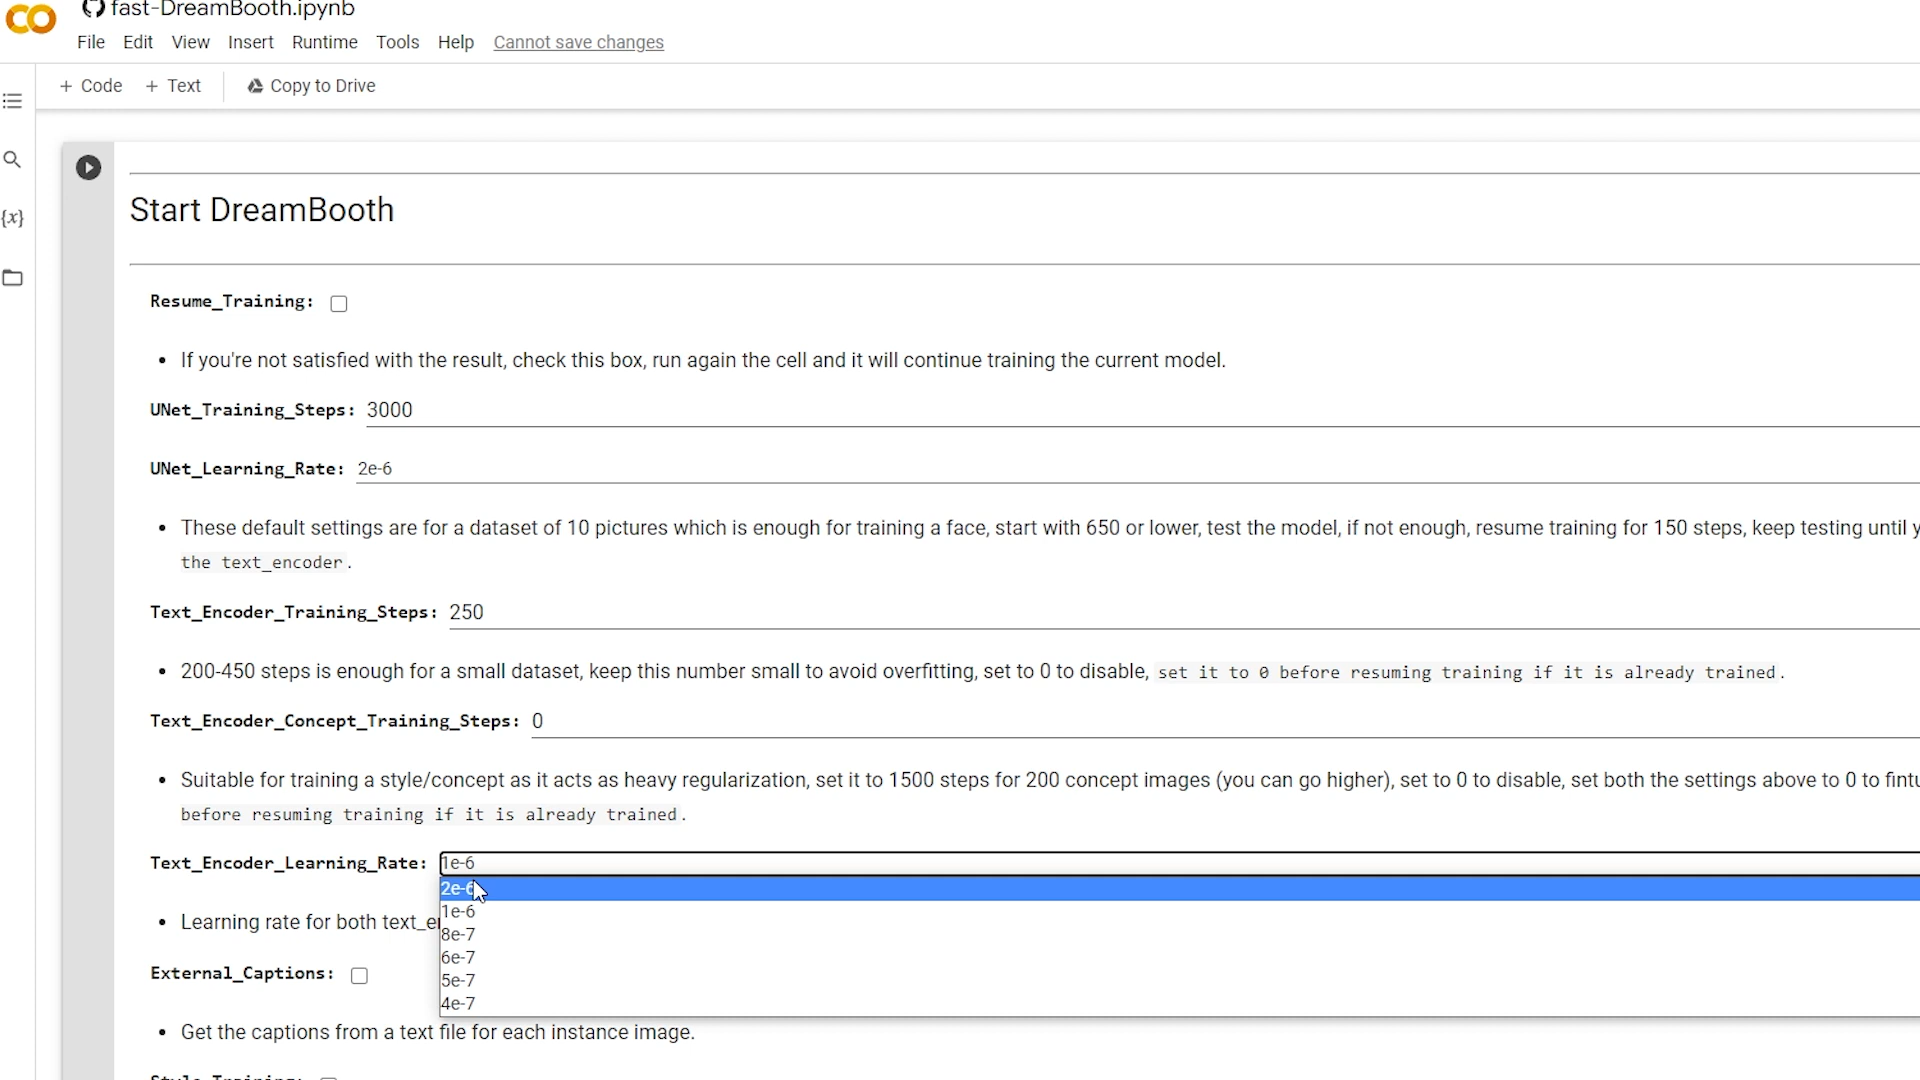 fast-DreamBooth.ipynb
File Edit View Insert Runtime Tools Help Cannot save changes
+ Code + Text Copy to Drive
{x}
Start DreamBooth
Resume_Training:
• If you're not satisfied with the result, check this box, run again the cell and it will continue training the current model.
UNet_Training_Steps: 3000
UNet_Learning_Rate: 2e-6
• These default settings are for a dataset of 10 pictures which is enough for training a face, start with 650 or lower, test the model, if not enough, resume training for 150 steps, keep testing until y
the text_encoder.
Text_Encoder_Training_Steps: 250
• 200-450 steps is enough for a small dataset, keep this number small to avoid overfitting, set to 0 to disable, set it to 0 before resuming training if it is already trained.
Text_Encoder_Concept_Training_Steps: 0
• Suitable for training a style/concept as it acts as heavy regularization, set it to 1500 steps for 200 concept images (you can go higher), set to 0 to disable, set both the settings above to 0 to fintu
before resuming training if it is already trained.
Text_Encoder_Learning_Rate: 1e-6
2e-6
1e-6
• Learning rate for both text_e
8e-7
6e-7
External_Captions:
5e-7
4e-7
• Get the captions from a text file for each instance image.